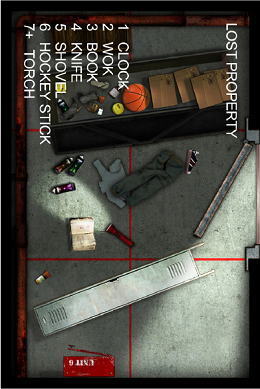 LOST PROPERTY
1 CLOCK
2 WOK
3 BOOK
4 KNIFE
5 SHOVEL
6 HOCKEY STICK
7+ TORCH
UNIT 6